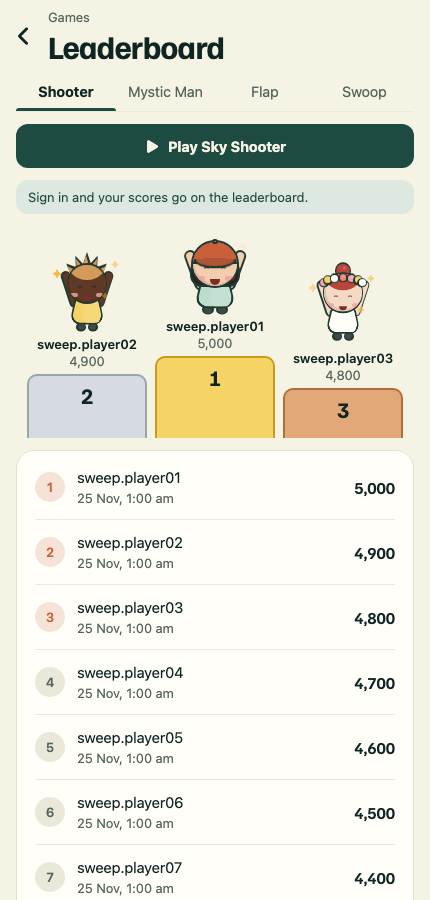 Games
Leaderboard
Shooter
Mystic Man
Flap
Swoop
Play Sky Shooter
Sign in and your scores go on the leaderboard.
sweep.player02
4,900
2
sweep.player01
5,000
1
sweep.player03
4,800
3
1
sweep.player01
25 Nov, 1:00 am
5,000
2
sweep.player02
25 Nov, 1:00 am
4,900
3
sweep.player03
25 Nov, 1:00 am
4,800
4
sweep.player04
25 Nov, 1:00 am
4,700
5
sweep.player05
25 Nov, 1:00 am
4,600
6
sweep.player06
25 Nov, 1:00 am
4,500
7
sweep.player07
25 Nov, 1:00 am
4,400